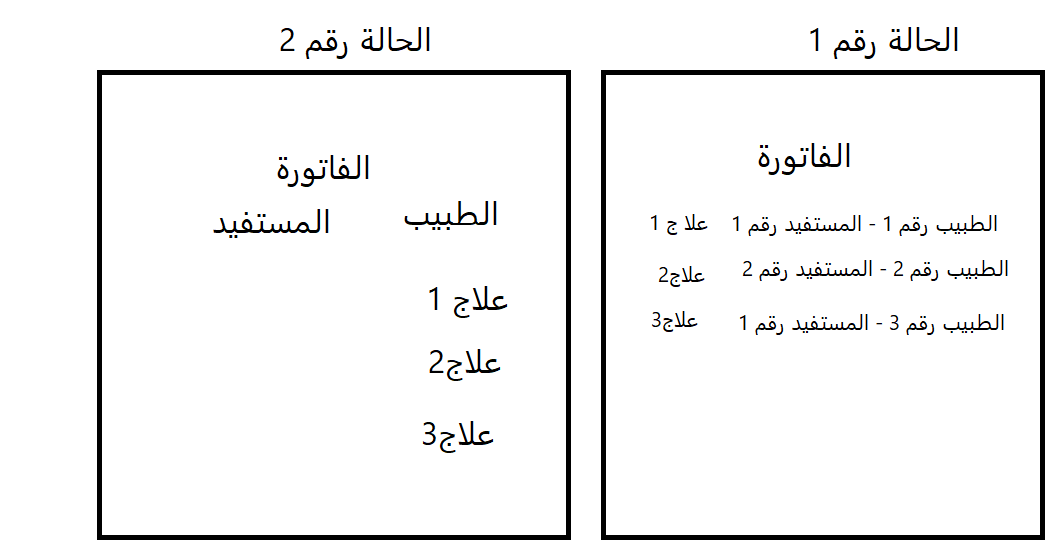 الحالة رقم 1
الفاتورة
الطبيب رقم 1 - المستفيد رقم 1 علا ج 1
الطبيب رقم 2 - المستفيد رقم 2 علاج2
الطبيب رقم 3 - المستفيد رقم 1 علاج3
الحالة رقم 2
الفاتورة
الطبيب المستفيد
علاج 1
علاج2
علاج3